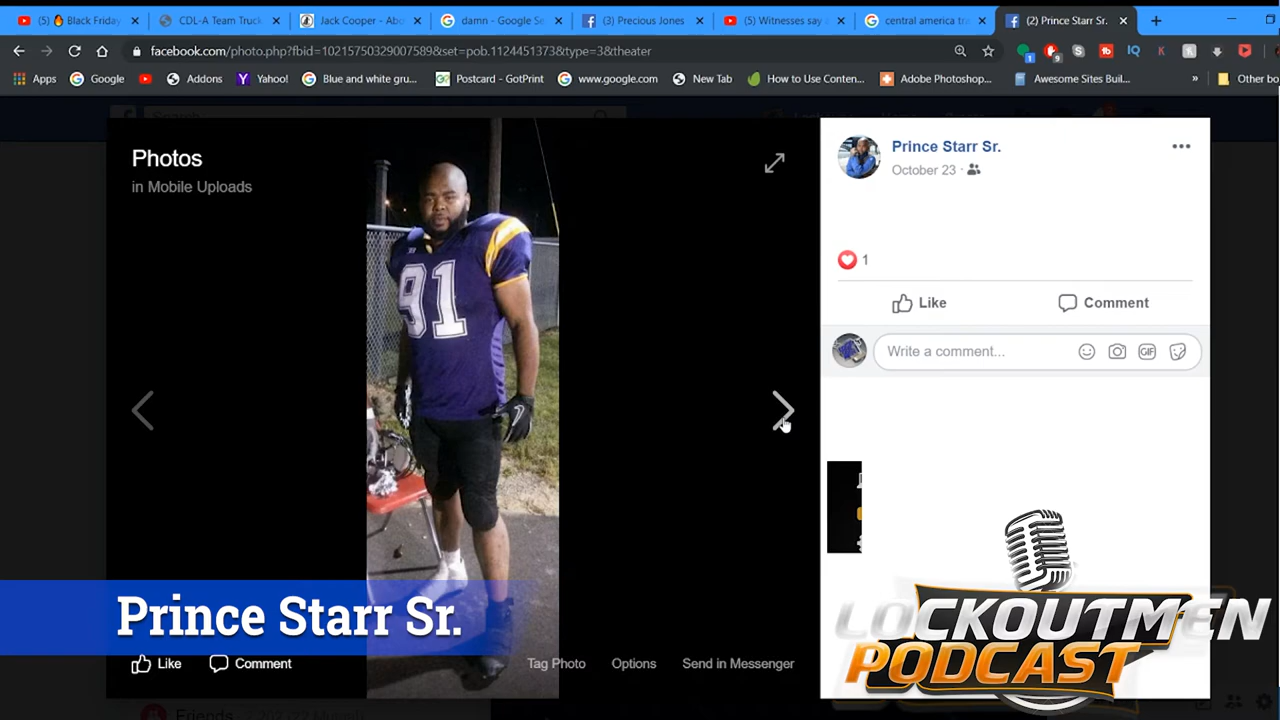 (5) 🔥 Black Friday
CDL-A Team Truck
Jack Cooper - Abo
damn - Google Se
(3) Precious Jones
(5) Witnesses say a
central america tra
(2) Prince Starr Sr.
facebook.com/photo.php?fbid=10215750329007589&set=pob.1124451373&type=3&theater
Apps
Google
Addons
Yahoo!
Blue and white gru...
Postcard - GotPrint
www.google.com
New Tab
How to Use Conten...
Adobe Photoshop...
Awesome Sites Buil...
»
Other bo
Photos
in Mobile Uploads
91
Prince Starr Sr.
October 23
1
Like
Comment
Write a comment...
GIF
Prince Starr Sr.
Like
Comment
Tag Photo
Options
Send in Messenger
LOCKOUTMEN
PODCAST
Friends